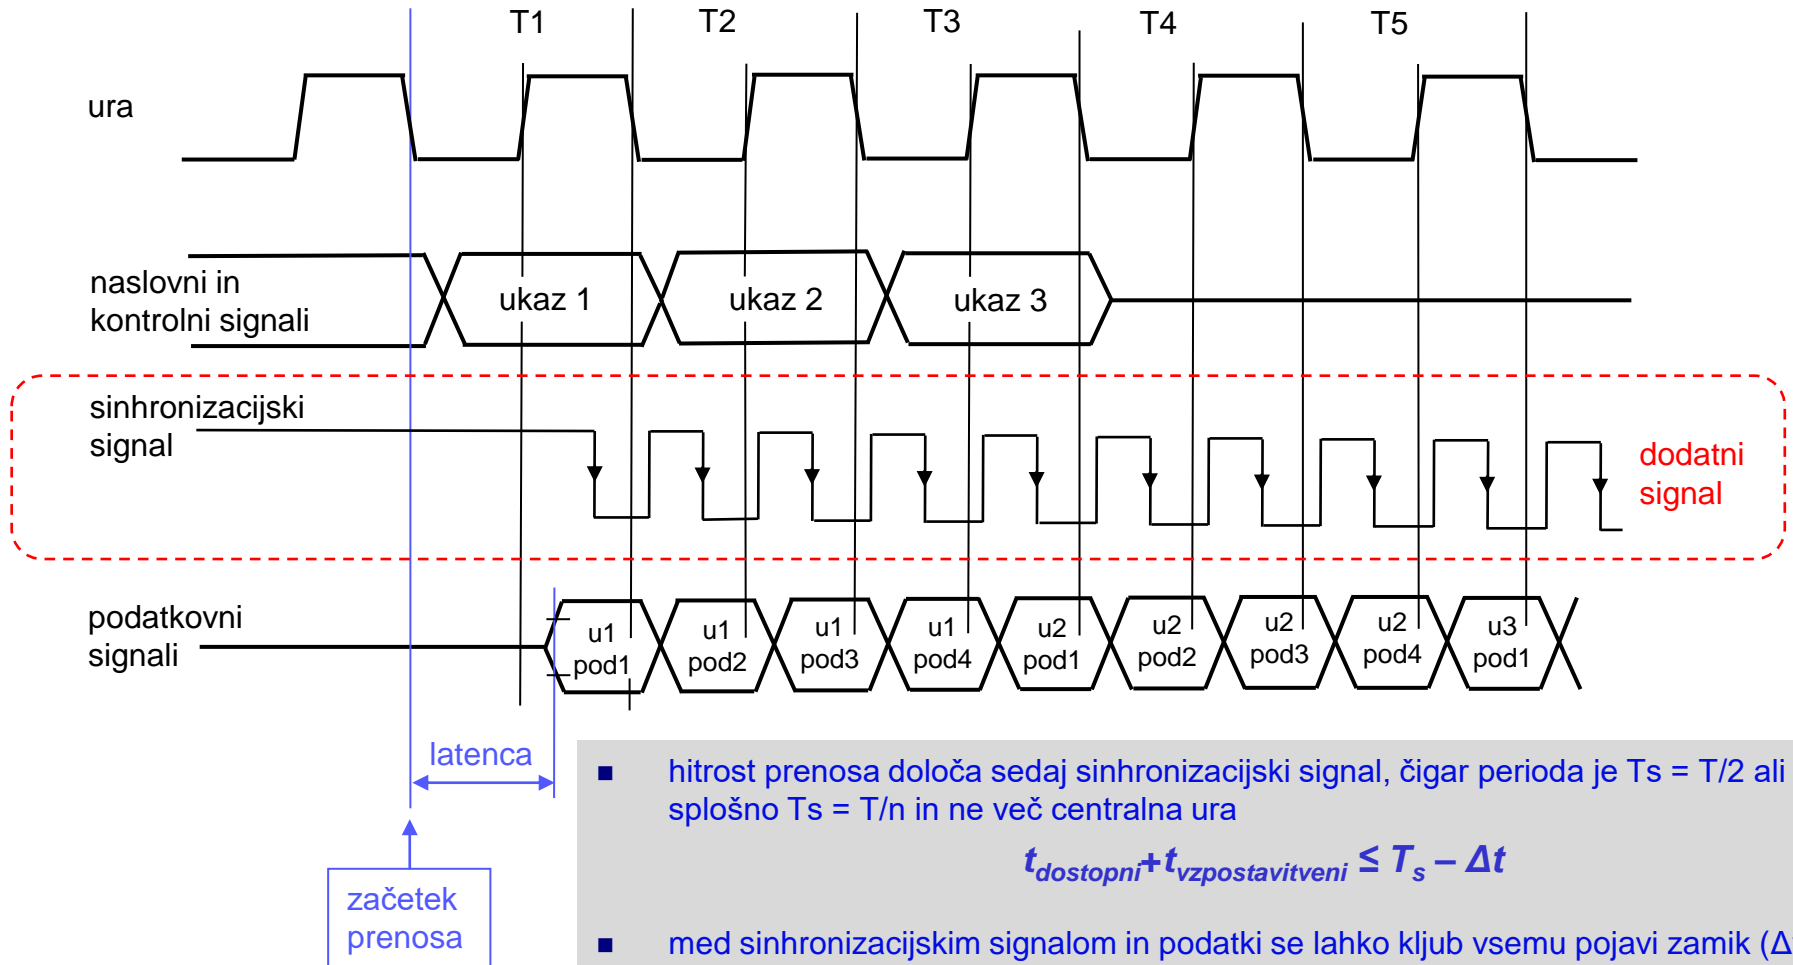 T1 T2 T3 T4 T5
ura
naslovni in
kontrolni signali
ukaz 1 ukaz 2 ukaz 3
sinhronizacijski
signal
dodatni
signal
podatkovni
signali
u1 u1 u1 u1 u2 u2 u2 u2 u3
pod1 pod2 pod3 pod4 pod1 pod2 pod3 pod4 pod1
latenca
začetek
prenosa
hitrost prenosa določa sedaj sinhronizacijski signal, čigar perioda je Ts = T/2 ali
splošno Ts = T/n in ne več centralna ura
t dostopni + t vzpostavitveni ≤ Ts – Δt
med sinhronizacijskim signalom in podatki se lahko kljub vsemu pojavi zamik (Δ